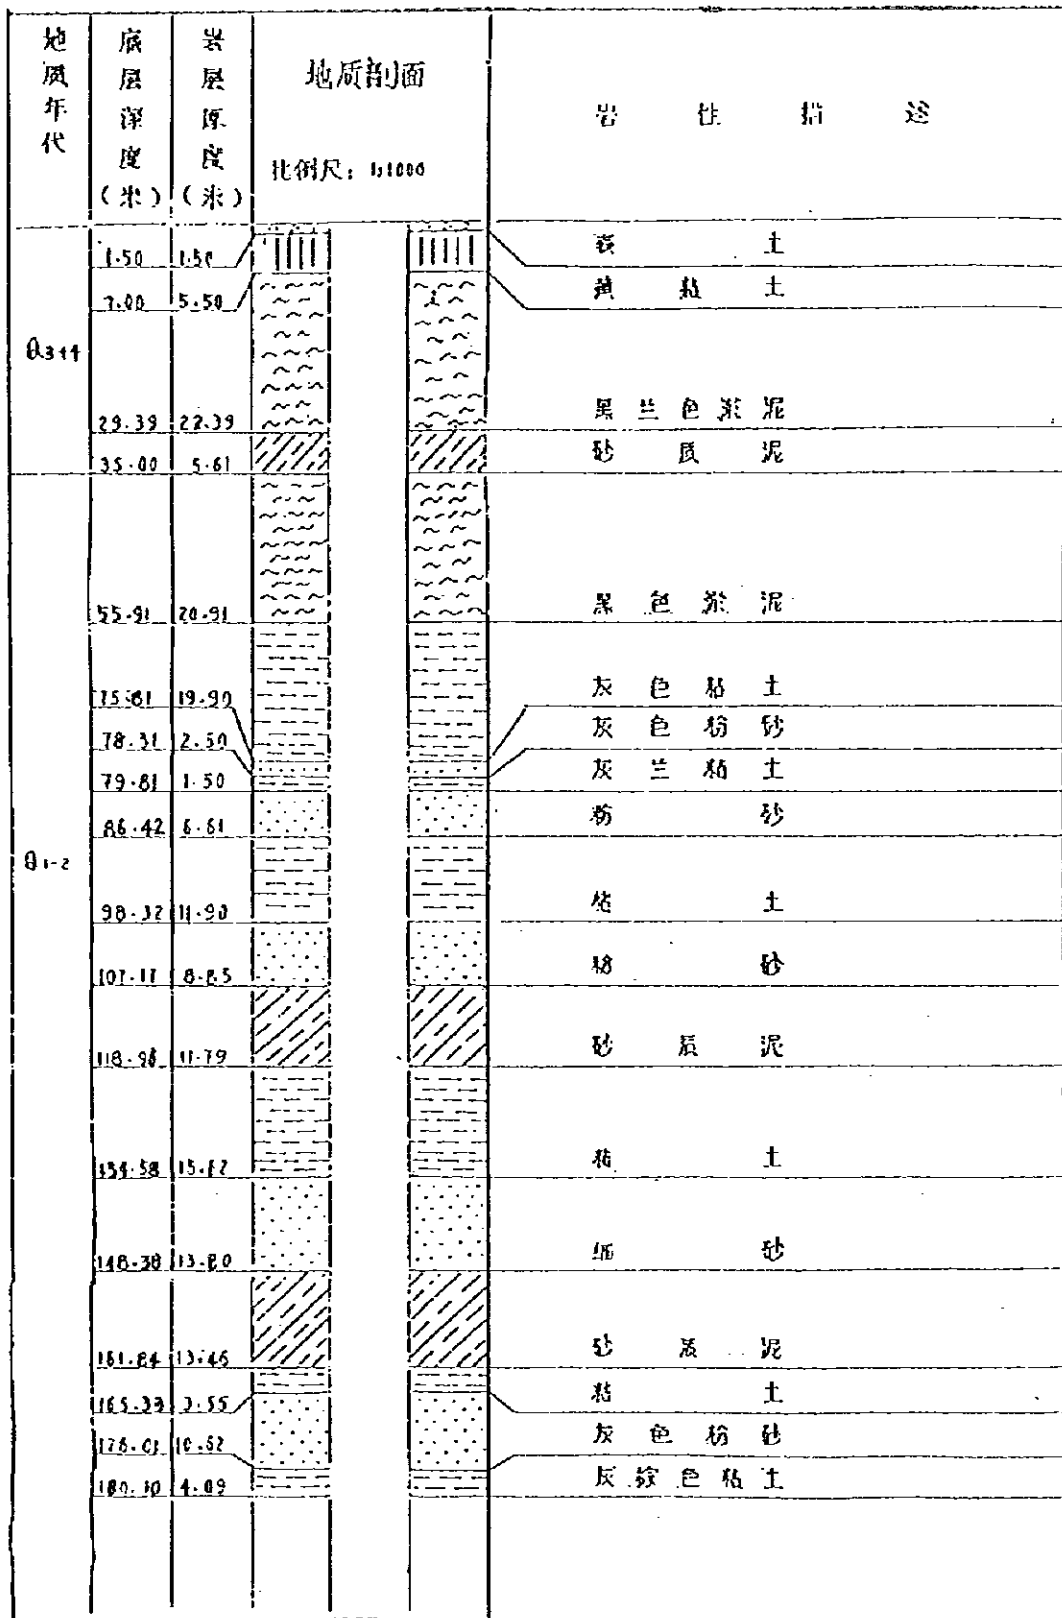 地质年代
底层深度(米)
岩层厚度(米)
地质剖面
比例尺: 1:1000
岩性描述
Q3+4
1.50 1.50 表土
7.00 5.50 黄粘土
29.39 22.39 黑兰色淤泥
35.00 5.61 砂质泥
Q1-2
55.91 20.91 黑色淤泥
75.81 19.90 灰色粘土
78.31 2.50 灰色粉砂
79.81 1.50 灰兰粘土
86.42 6.61 粉砂
98.32 11.90 粘土
107.17 8.85 粉砂
118.96 11.79 砂质泥
134.58 15.62 粘土
148.38 13.80 细砂
161.84 13.46 砂质泥
165.39 3.55 粘土
176.01 10.62 灰色粉砂
180.10 4.09 灰棕色粘土